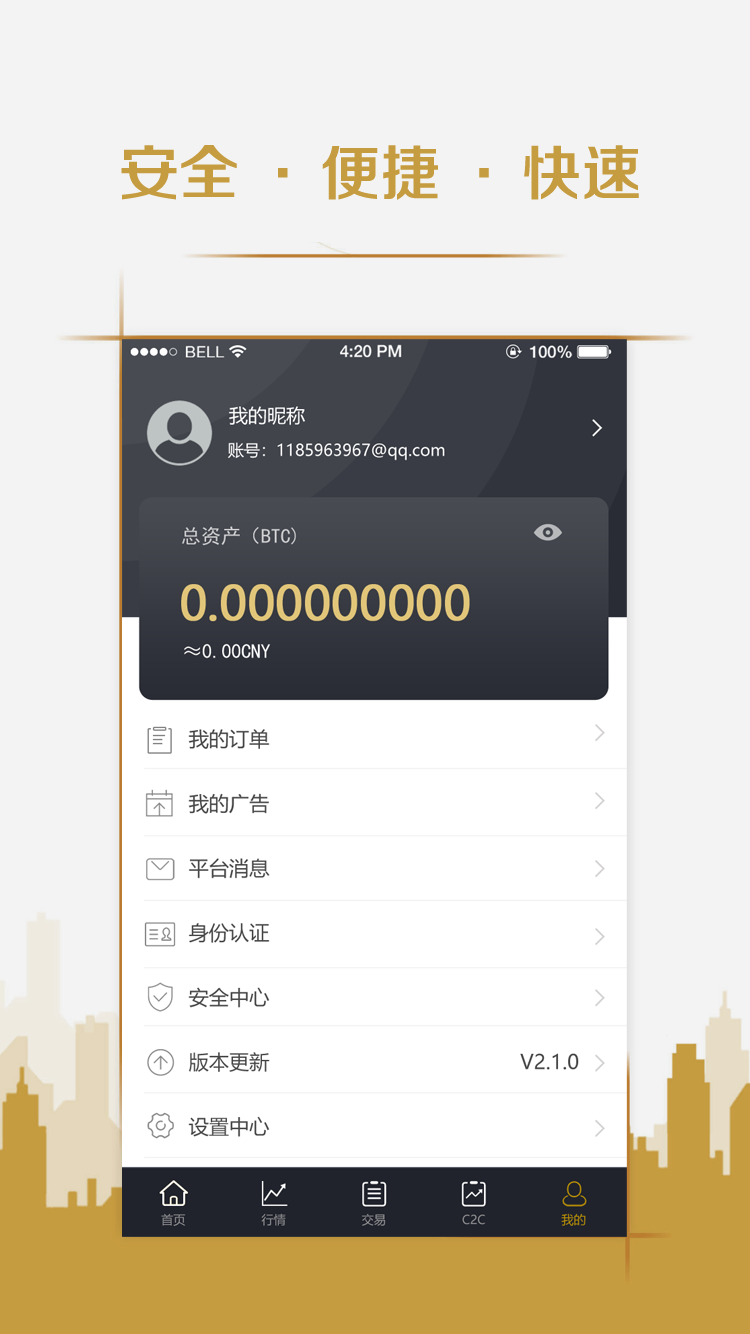 安全 · 便捷 · 快速
BELL 4:20 PM 100%
我的昵称
账号：1185963967@qq.com
总资产（BTC）
0.000000000
≈0.00CNY
我的订单
我的广告
平台消息
身份认证
安全中心
版本更新 V2.1.0
设置中心
首页 行情 交易 C2C 我的